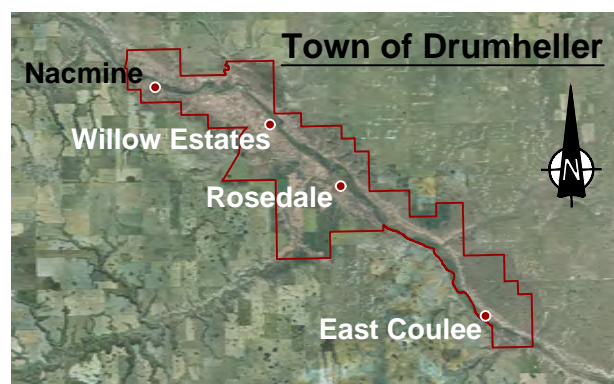 Town of Drumheller
Nacmine
Willow Estates
Rosedale
East Coulee
N